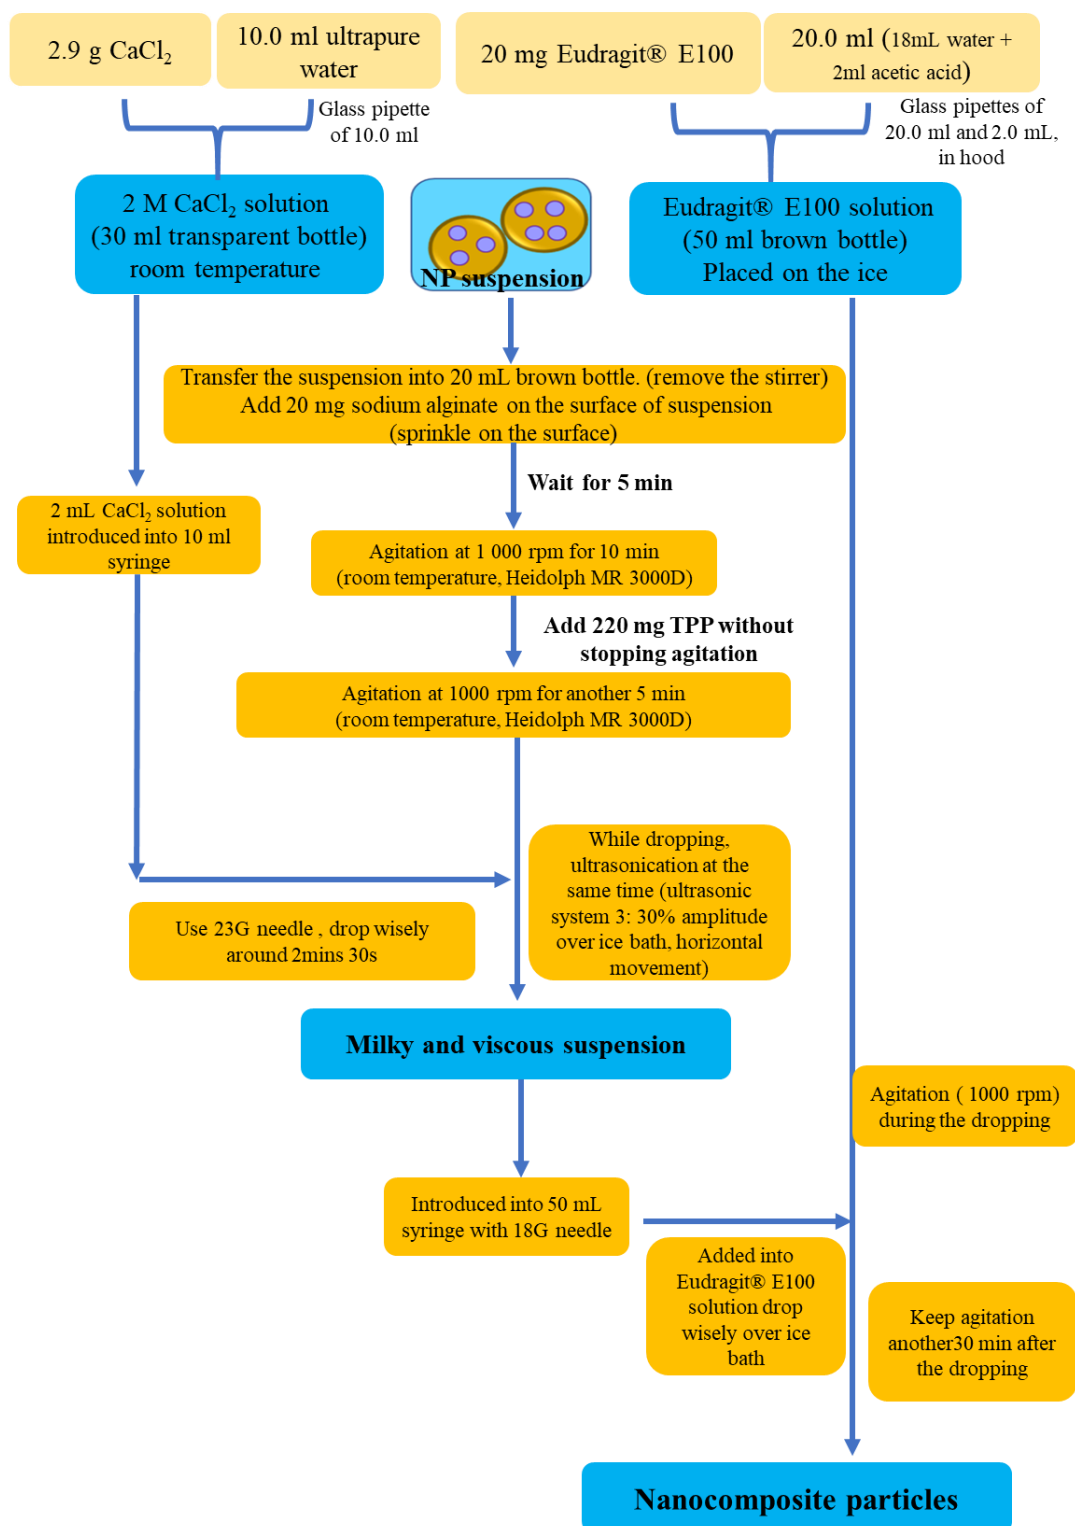 2.9 g CaCl₂
10.0 ml ultrapure
water
20 mg Eudragit® E100
20.0 ml (18mL water +
2ml acetic acid)
Glass pipette
of 10.0 ml
Glass pipettes of
20.0 ml and 2.0 mL,
in hood
2 M CaCl₂ solution
(30 ml transparent bottle)
room temperature
NP suspension
Eudragit® E100 solution
(50 ml brown bottle)
Placed on the ice
Transfer the suspension into 20 mL brown bottle. (remove the stirrer)
Add 20 mg sodium alginate on the surface of suspension
(sprinkle on the surface)
Wait for 5 min
2 mL CaCl₂ solution
introduced into 10 ml
syringe
Agitation at 1 000 rpm for 10 min
(room temperature, Heidolph MR 3000D)
Add 220 mg TPP without
stopping agitation
Agitation at 1000 rpm for another 5 min
(room temperature, Heidolph MR 3000D)
While dropping,
ultrasonication at the
same time (ultrasonic
system 3: 30% amplitude
over ice bath, horizontal
movement)
Use 23G needle , drop wisely
around 2mins 30s
Milky and viscous suspension
Agitation ( 1000 rpm)
during the dropping
Introduced into 50 mL
syringe with 18G needle
Added into
Eudragit® E100
solution drop
wisely over ice
bath
Keep agitation
another30 min after
the dropping
Nanocomposite particles